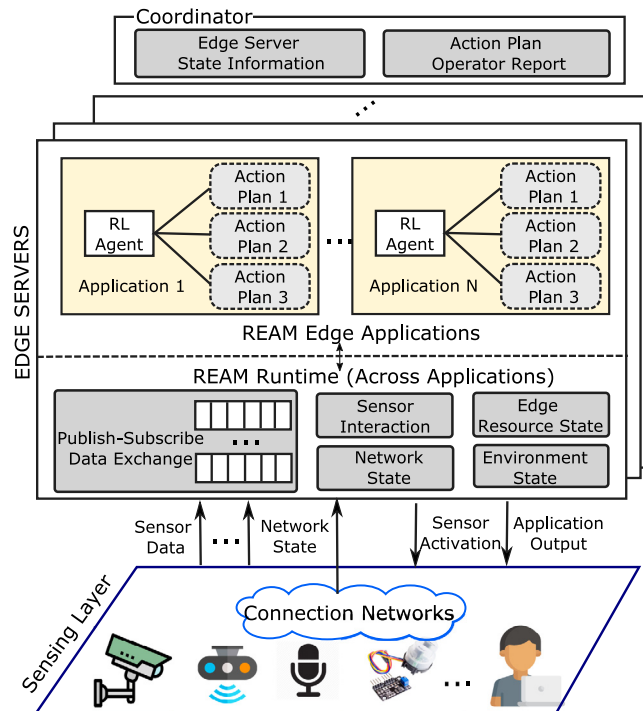 Coordinator
Edge Server
State Information
Action Plan
Operator Report
...
EDGE SERVERS
RL
Agent
Application 1
Action
Plan 1
Action
Plan 2
Action
Plan 3
...
RL
Agent
Application N
Action
Plan 1
Action
Plan 2
Action
Plan 3
REAM Edge Applications
REAM Runtime (Across Applications)
Publish-Subscribe
Data Exchange
...
Sensor
Interaction
Edge
Resource State
Network
State
Environment
State
Sensor
Data
...
Network
State
Sensor
Activation
Application
Output
Sensing Layer
Connection Networks
...